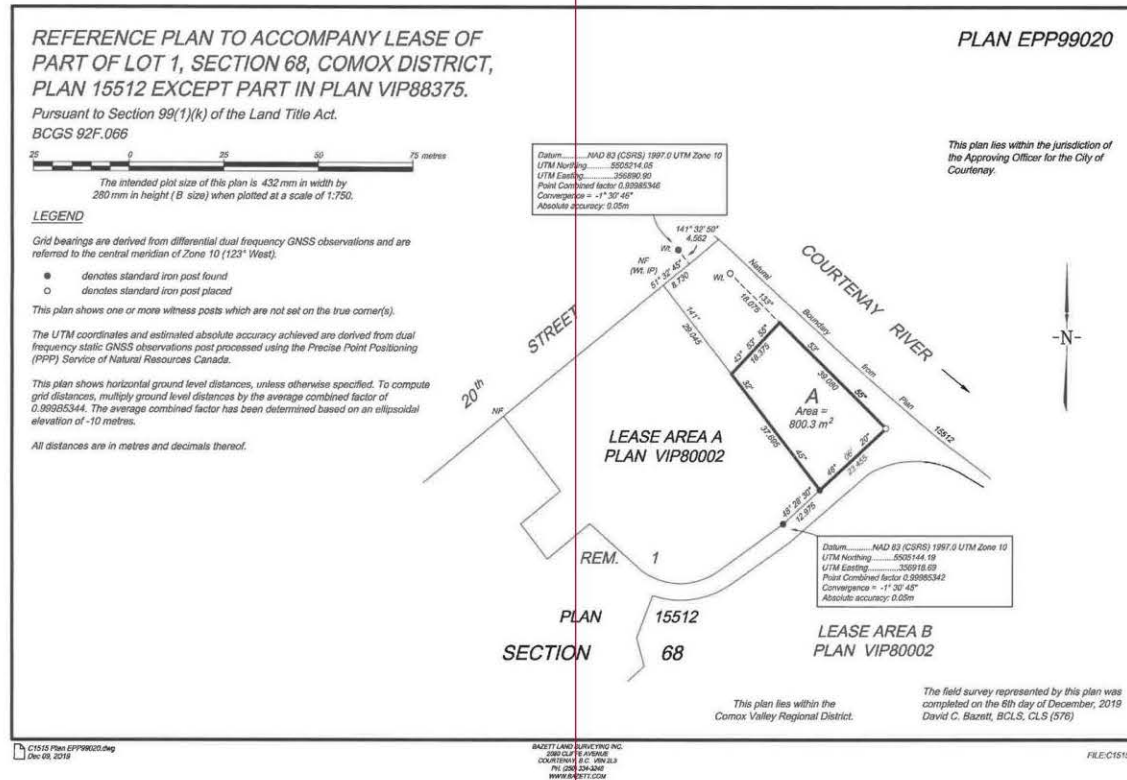 REFERENCE PLAN TO ACCOMPANY LEASE OF
PART OF LOT 1, SECTION 68, COMOX DISTRICT,
PLAN 15512 EXCEPT PART IN PLAN VIP88375.
Pursuant to Section 99(1)(k) of the Land Title Act.
BCGS 92F.066
25 0 25 50 75 metres
The intended plot size of this plan is 432 mm in width by
280 mm in height ( B size) when plotted at a scale of 1:750.
LEGEND
Grid bearings are derived from differential dual frequency GNSS observations and are
referred to the central meridian of Zone 10 (123° West).
denotes standard iron post found
denotes standard iron post placed
This plan shows one or more witness posts which are not set on the true corner(s).
The UTM coordinates and estimated absolute accuracy achieved are derived from dual
frequency static GNSS observations post processed using the Precise Point Positioning
(PPP) Service of Natural Resources Canada.
This plan shows horizontal ground level distances, unless otherwise specified. To compute
grid distances, multiply ground level distances by the average combined factor of
0.99985344. The average combined factor has been determined based on an ellipsoidal
elevation of -10 metres.
All distances are in metres and decimals thereof.
PLAN EPP99020
This plan lies within the jurisdiction of
the Approving Officer for the City of
Courtenay.
Datum..........NAD 83 (CSRS) 1997.0 UTM Zone 10
UTM Northing..........5505214.05
UTM Easting..........356890.90
Point Combined factor 0.99985346
Convergence = -1° 30' 46"
Absolute accuracy: 0.05m
141° 32' 50"
4.562
Wt.
NF
(Wt. IP)
51° 32' 45"
8.730
Wt.
133°
18.075
Natural Boundary from Plan 15512
COURTENAY RIVER
20th STREET
NF
141°
29.045
32'
37.695
45"
43° 53' 55"
18.375
53'
39.080
55"
A
Area =
800.3 m²
48° 06' 20"
23.455
48° 28' 30"
12.975
-N-
LEASE AREA A
PLAN VIP80002
REM. 1
PLAN 15512
SECTION 68
Datum..........NAD 83 (CSRS) 1997.0 UTM Zone 10
UTM Northing..........5505144.19
UTM Easting..........356918.69
Point Combined factor 0.99985342
Convergence = -1° 30' 45"
Absolute accuracy: 0.05m
LEASE AREA B
PLAN VIP80002
This plan lies within the
Comox Valley Regional District.
The field survey represented by this plan was
completed on the 6th day of December, 2019
David C. Bazett, BCLS, CLS (576)
C1515 Plan EPP99020.dwg
Dec 09, 2019
BAZETT LAND SURVEYING INC.
2080 CLIFFE AVENUE
COURTENAY, B.C. V9N 2L3
PH. (250) 334-3248
WWW.BAZETT.COM
FILE:C1515